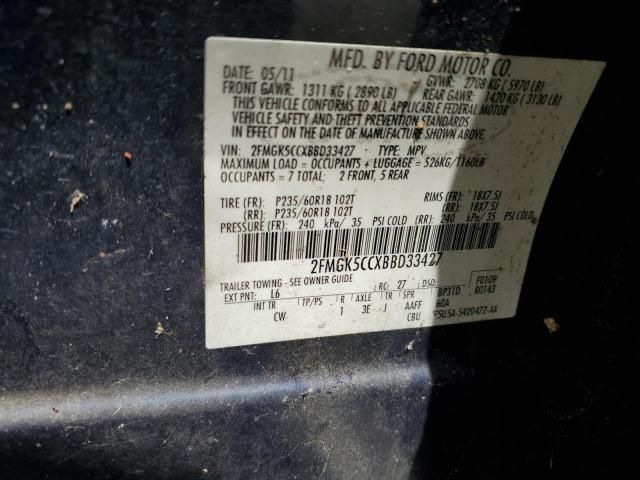 MFD. BY FORD MOTOR CO.
DATE: 05/11 GVWR: 2708 KG ( 5970 LB)
FRONT GAWR: 1311 KG ( 2890 LB) REAR GAWR: 1420 KG ( 3130 LB)
THIS VEHICLE CONFORMS TO ALL APPLICABLE FEDERAL MOTOR
VEHICLE SAFETY AND THEFT PREVENTION STANDARDS
IN EFFECT ON THE DATE OF MANUFACTURE SHOWN ABOVE.
VIN: 2FMGK5CCXBBD33427 TYPE: MPV
MAXIMUM LOAD = OCCUPANTS + LUGGAGE = 526KG/1160LB
OCCUPANTS = 7 TOTAL 2 FRONT, 5 REAR
TIRE (FR): P235/60R18 102T RIMS (FR): 18X7.5J
(RR): P235/60R18 102T (RR): 18X7.5J
PRESSURE (FR): 240 kPa/ 35 PSI COLD (RR): 240 kPa/ 35 PSI COLD
2FMGK5CCXBBD33427
TRAILER TOWING - SEE OWNER GUIDE
EXT PNT: L6 RC: 27 DSO: F0109
INT TR TP/PS R AXLE TR SPR BP31D R0143
CW 1 3E J AAFF 60A
CBU 5U5A-5420472-AA